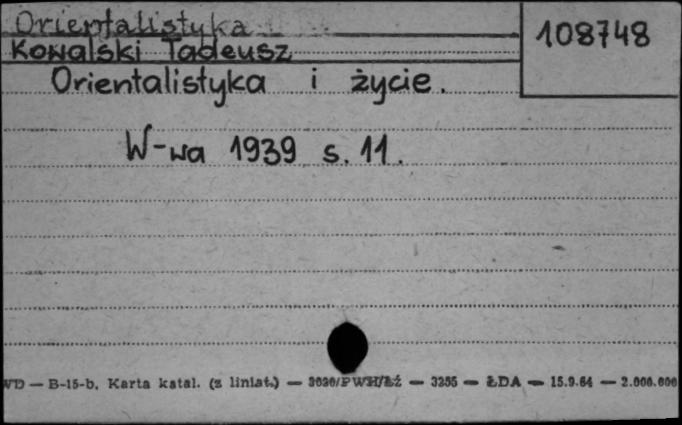 Orientalistyka
108748
Kowalski Tadeusz
Orientalistyka i życie.
W-wa 1939 s. 11.
WD — B-15-b. Karta katal. (z liniat.) — 3030/PWH/Łź — 3255 — ŁDA — 15.9.64 — 2.000.000